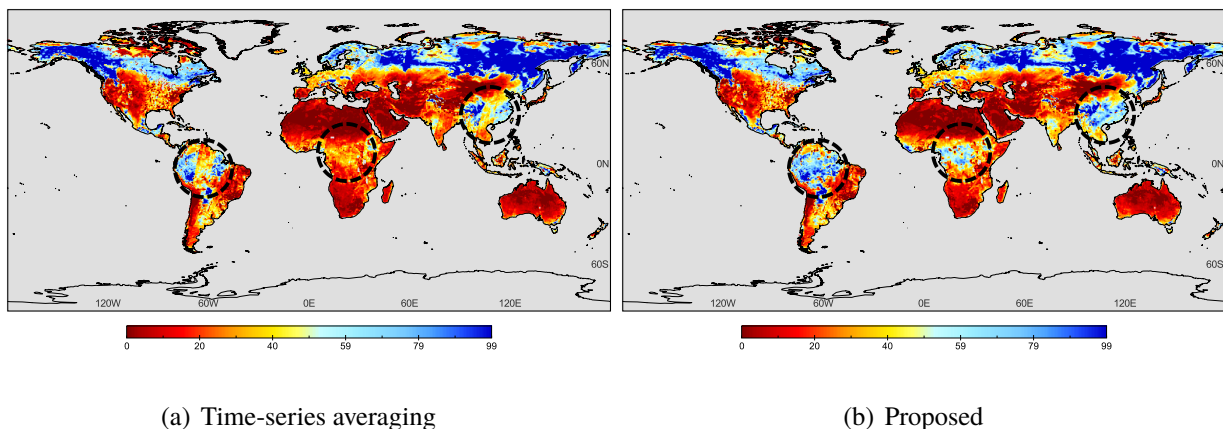 60N 60N
0N 0N
60S 60S
120W 60W 0E 60E 120E 120W 60W 0E 60E 120E
0 20 40 59 79 99 0 20 40 59 79 99
(a) Time-series averaging (b) Proposed